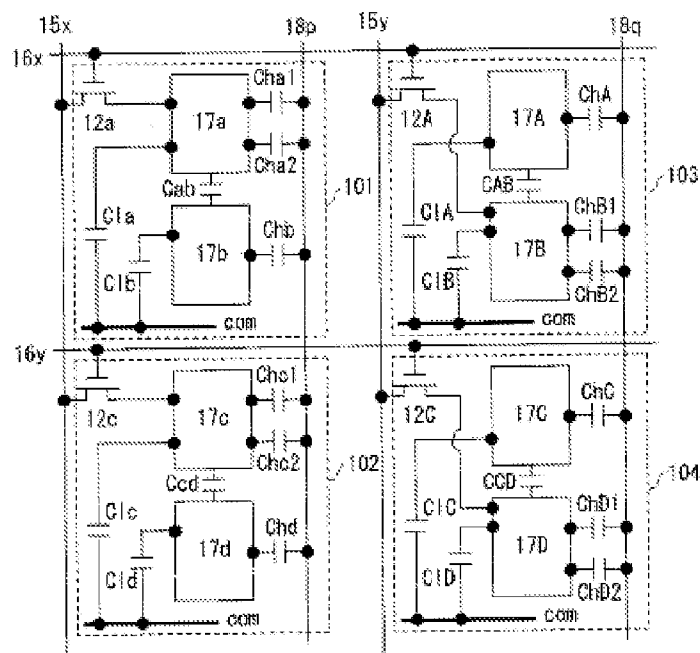 15x 18p 15y 18q
16x
Cha1
17a
12a
Cha2
Cab
101
Cla
Chb
17b
Clb
com
ChA
17A
12A
CAB
103
ClA
ChB1
17B
ClB
ChB2
com
16y
Chc1
17c
12c
Chc2
Ccd
102
Clc
Chd
17d
Cld
com
17C
ChC
12C
CCD
104
ClC
ChD1
17D
ClD
ChD2
com